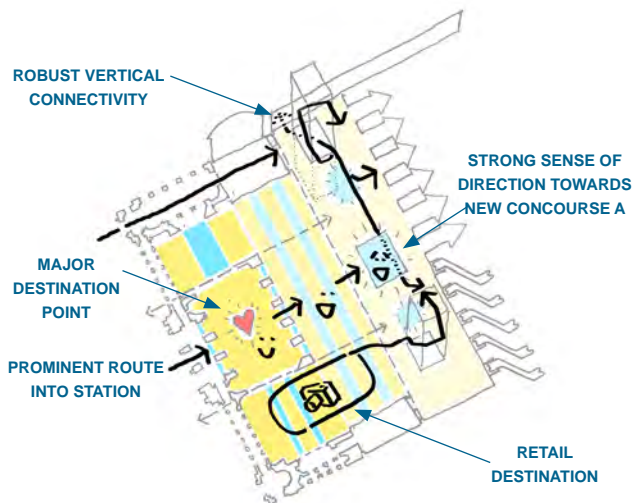 ROBUST VERTICAL
CONNECTIVITY
STRONG SENSE OF
DIRECTION TOWARDS
NEW CONCOURSE A
MAJOR
DESTINATION
POINT
PROMINENT ROUTE
INTO STATION
RETAIL
DESTINATION